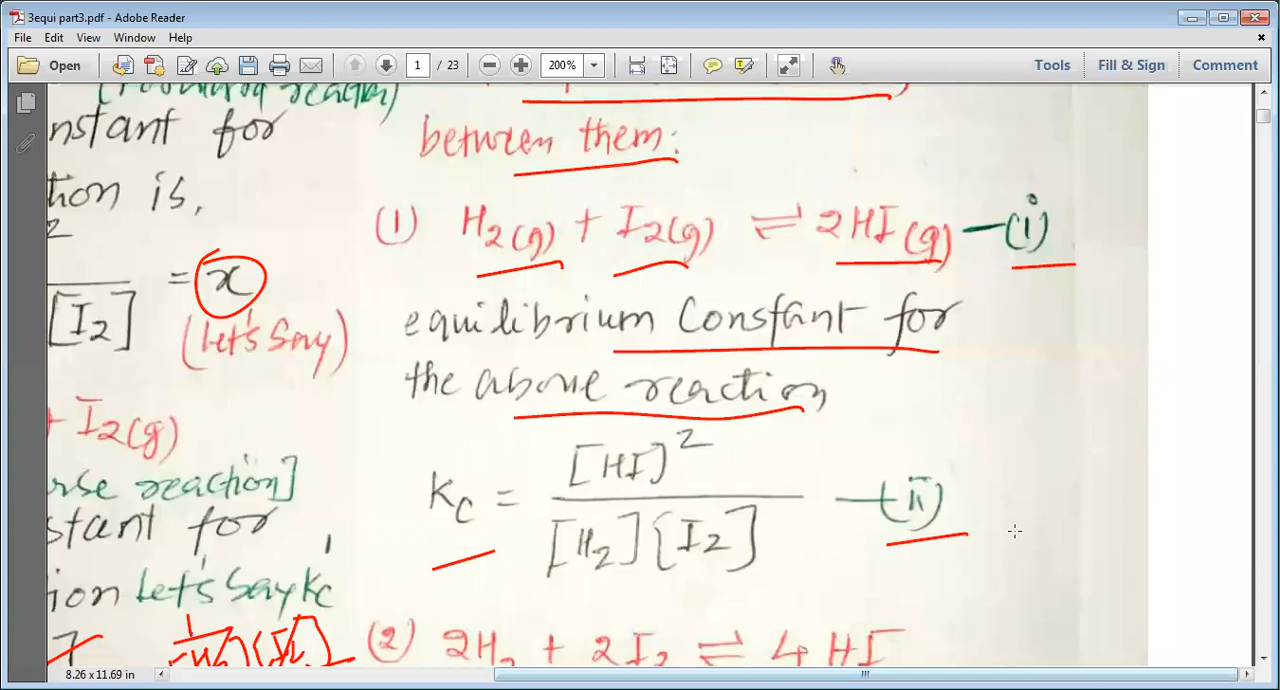 3equi part3.pdf - Adobe Reader
File Edit View Window Help
Open 1 / 23 200% Tools Fill & Sign Comment
nstant for
tion is,
2
[I2] = x
(let's Say)
+ I2(g)
rse reaction]
stant for
ion Let's Say Kc'
reaction)
between them:
(1) H2(g) + I2(g) ⇌ 2HI(g) —(i)
equilibrium Constant for
the above reaction
Kc = [HI]² / [H2][I2] —(ii)
(2) 2H2 + 2I2 ⇌ 4HI
8.26 x 11.69 in